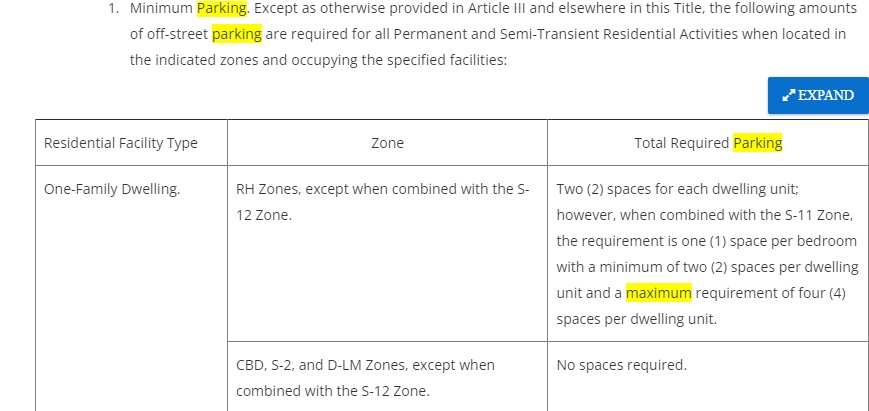 1. Minimum Parking. Except as otherwise provided in Article III and elsewhere in this Title, the following amounts
of off-street parking are required for all Permanent and Semi-Transient Residential Activities when located in
the indicated zones and occupying the specified facilities:
EXPAND
Residential Facility Type
Zone
Total Required Parking
One-Family Dwelling.
RH Zones, except when combined with the S-
12 Zone.
Two (2) spaces for each dwelling unit;
however, when combined with the S-11 Zone,
the requirement is one (1) space per bedroom
with a minimum of two (2) spaces per dwelling
unit and a maximum requirement of four (4)
spaces per dwelling unit.
CBD, S-2, and D-LM Zones, except when
combined with the S-12 Zone.
No spaces required.